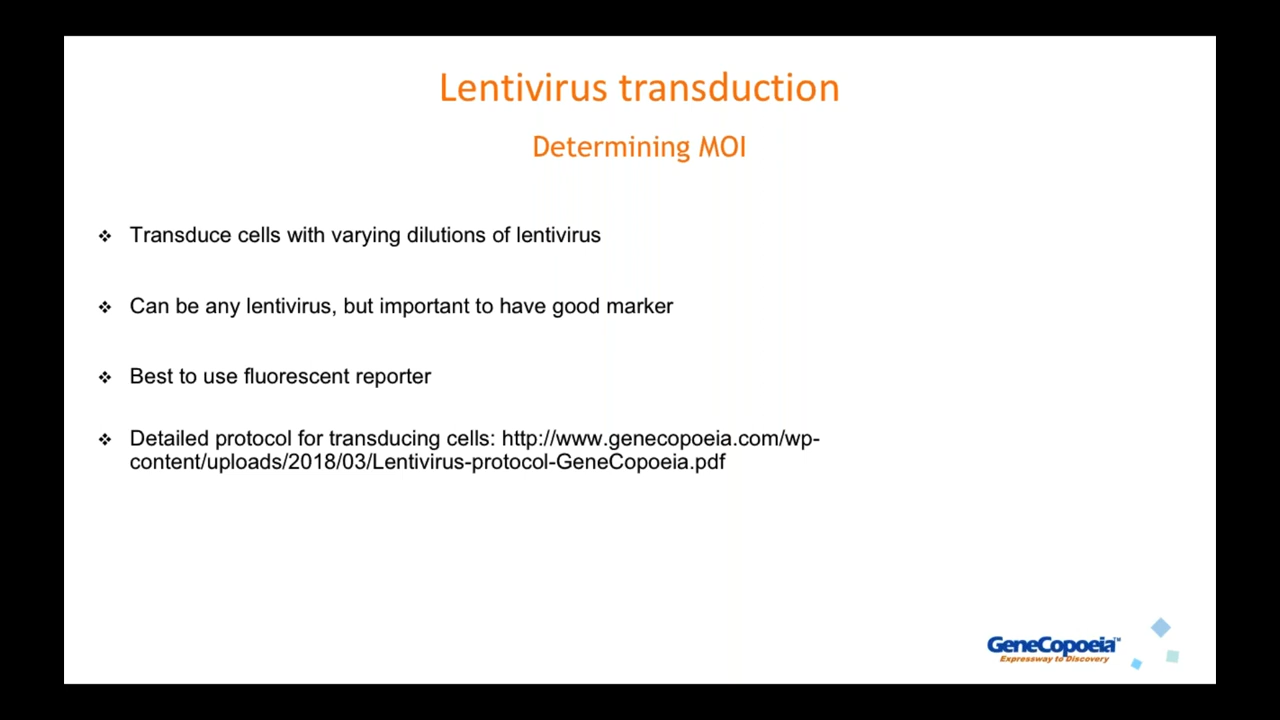 Lentivirus transduction
Determining MOI
❖ Transduce cells with varying dilutions of lentivirus
❖ Can be any lentivirus, but important to have good marker
❖ Best to use fluorescent reporter
❖ Detailed protocol for transducing cells: http://www.genecopoeia.com/wp-
content/uploads/2018/03/Lentivirus-protocol-GeneCopoeia.pdf
GeneCopoeia™
Expressway to Discovery